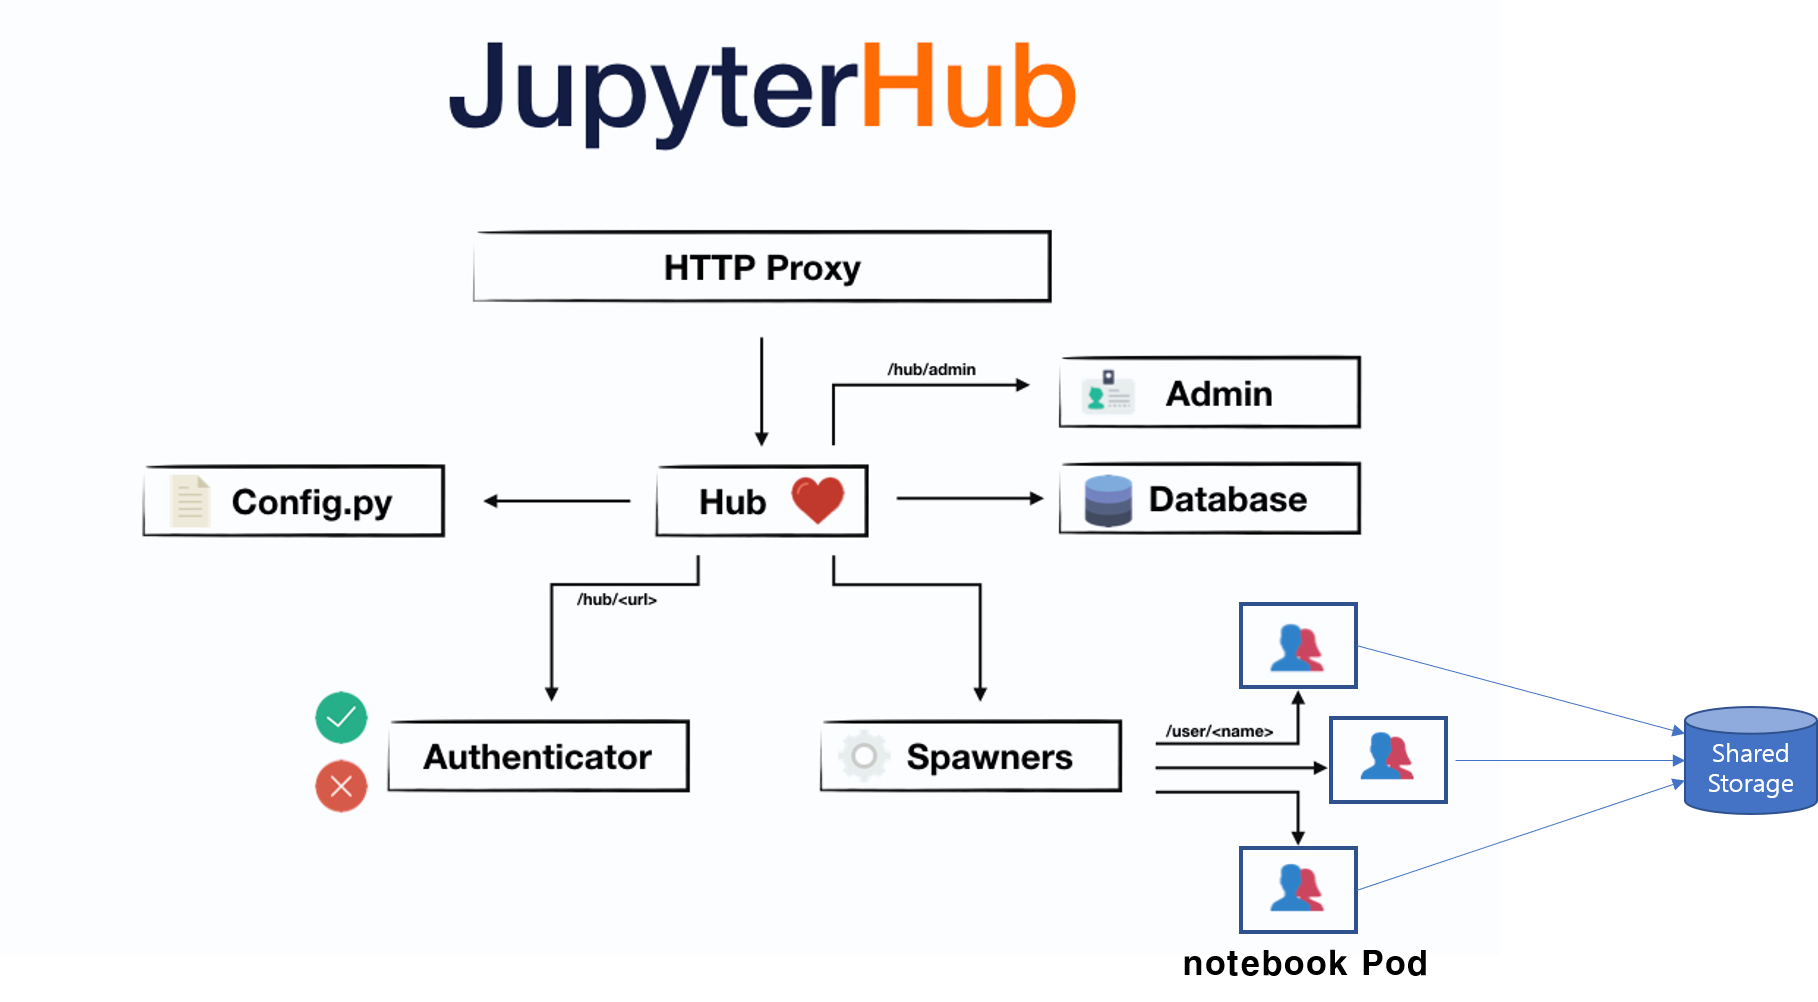 JupyterHub
HTTP Proxy
/hub/admin
Admin
Config.py
Hub
Database
/hub/<url>
Authenticator
Spawners
/user/<name>
Shared
Storage
notebook Pod